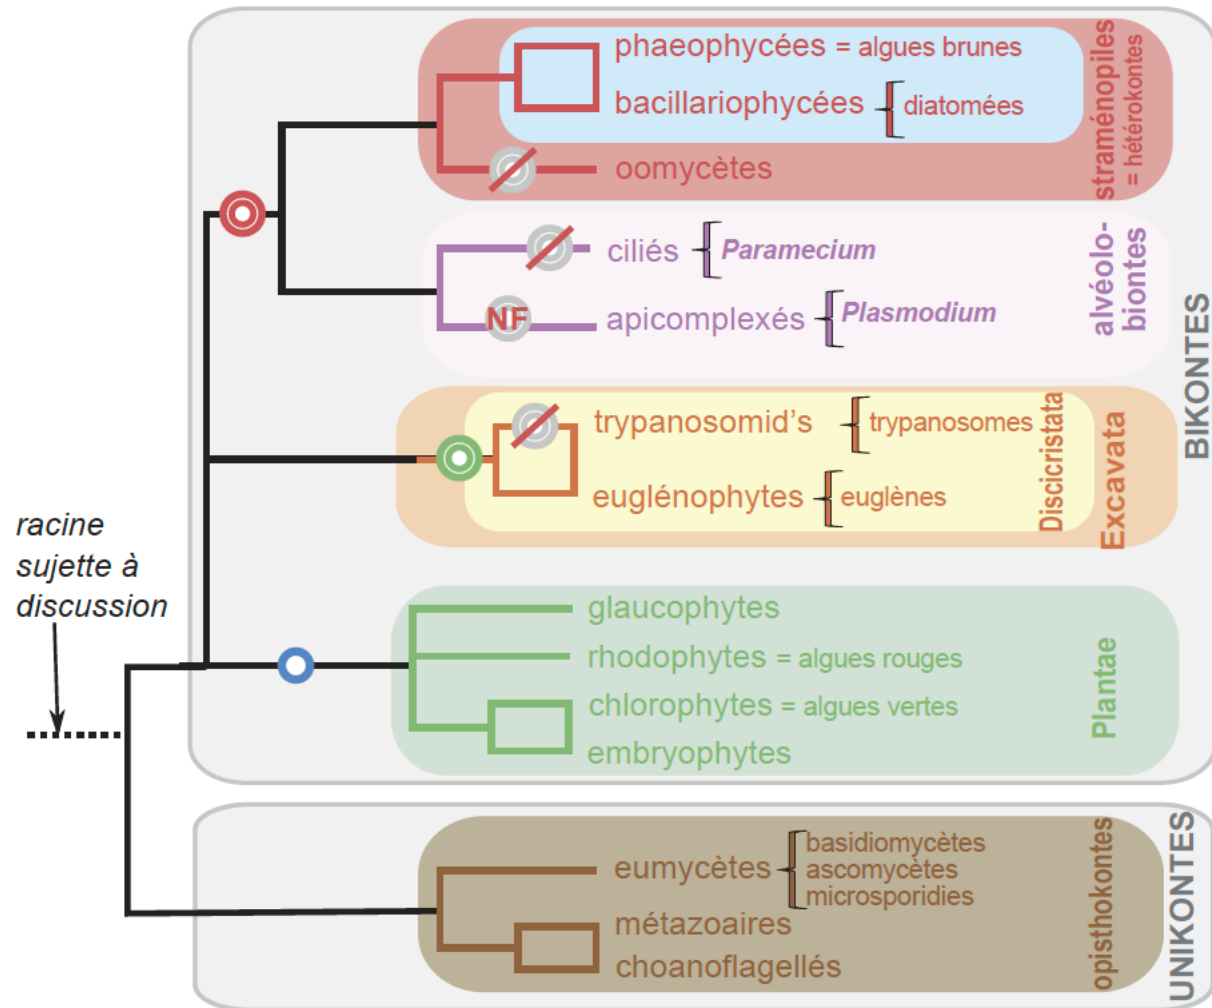 phaeophycées = algues brunes
bacillariophycées
diatomées
oomycètes
straménopiles
= hétérokontes
ciliés
Paramecium
NF
apicomplexés
Plasmodium
alvéolo-
biontes
BIKONTES
trypanosomid's
trypanosomes
euglénophytes
euglènes
Discicristata
Excavata
racine
sujette à
discussion
glaucophytes
rhodophytes = algues rouges
chlorophytes = algues vertes
embryophytes
Plantae
eumycètes
basidiomycètes
ascomycètes
microsporidies
métazoaires
choanoflagellés
opisthokontes
UNIKONTES